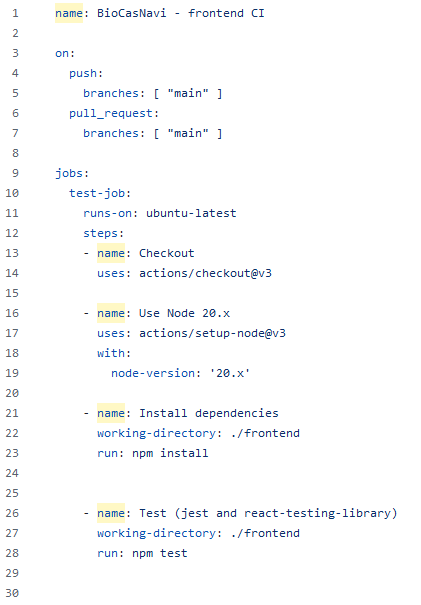 1 name: BioCasNavi - frontend CI
2
3 on:
4   push:
5     branches: [ "main" ]
6   pull_request:
7     branches: [ "main" ]
8
9 jobs:
10   test-job:
11     runs-on: ubuntu-latest
12     steps:
13     - name: Checkout
14       uses: actions/checkout@v3
15
16     - name: Use Node 20.x
17       uses: actions/setup-node@v3
18       with:
19         node-version: '20.x'
20
21     - name: Install dependencies
22       working-directory: ./frontend
23       run: npm install
24
25
26     - name: Test (jest and react-testing-library)
27       working-directory: ./frontend
28       run: npm test
29
30